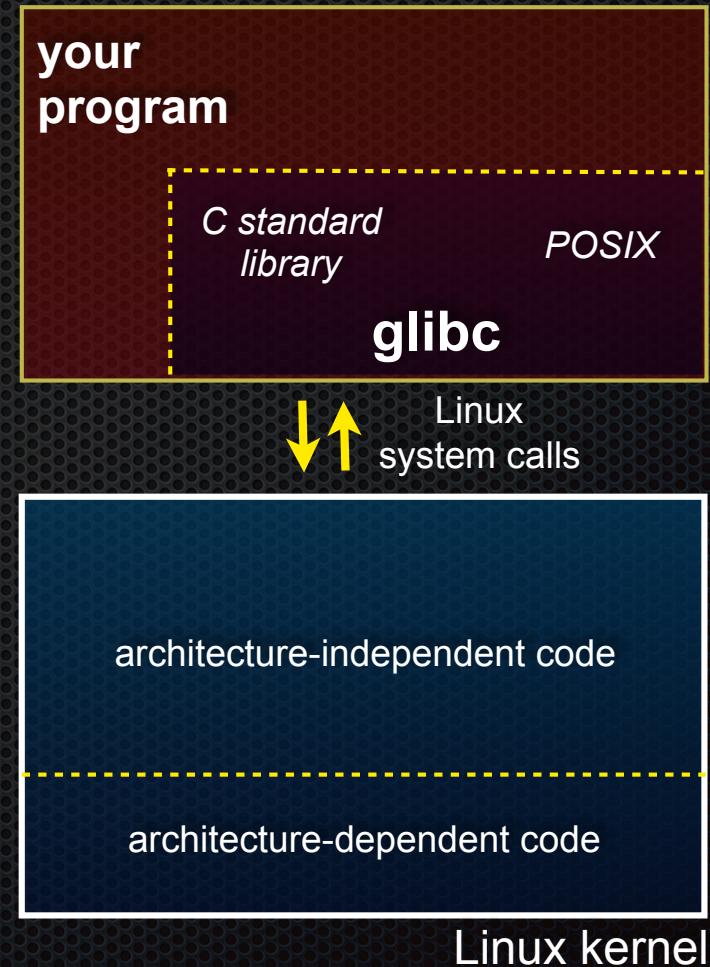 your
program
C standard
library
POSIX
glibc
Linux
system calls
architecture-independent code
architecture-dependent code
Linux kernel